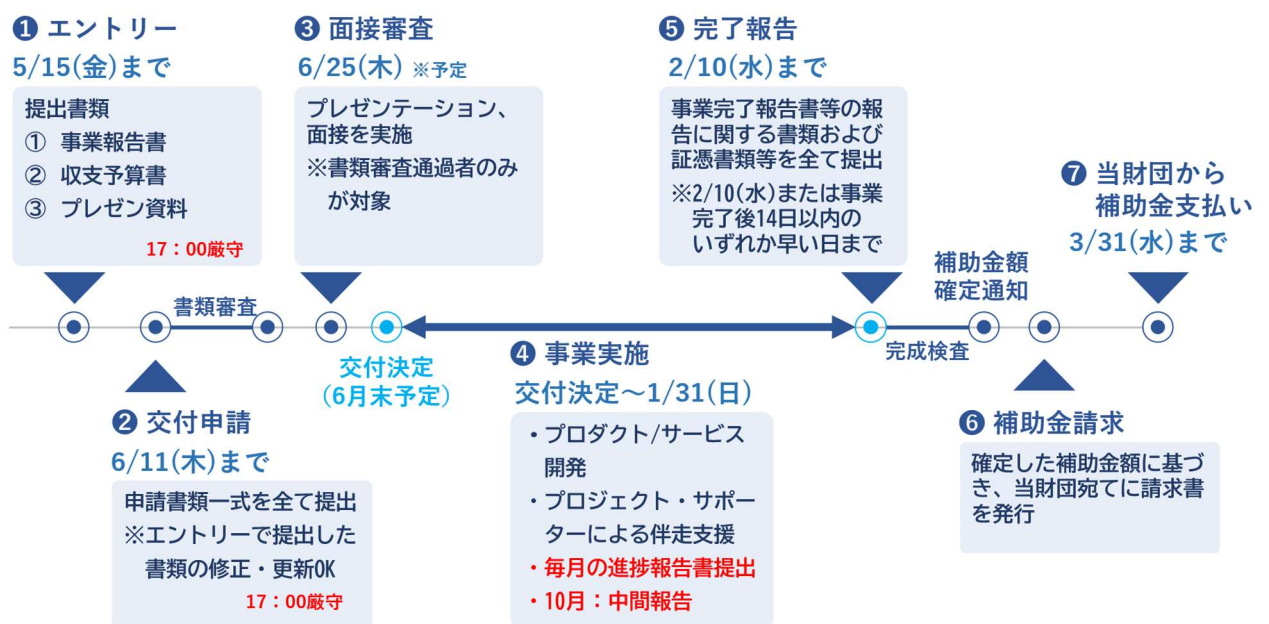 ❶ エントリー
5/15(金)まで
提出書類
① 事業報告書
② 収支予算書
③ プレゼン資料
17：00厳守
❸ 面接審査
6/25(木) ※予定
プレゼンテーション、
面接を実施
※書類審査通過者のみ
が対象
❺ 完了報告
2/10(水)まで
事業完了報告書等の報
告に関する書類および
証憑書類等を全て提出
※2/10(水)または事業
完了後14日以内の
いずれか早い日まで
❼ 当財団から
補助金支払い
3/31(水)まで
書類審査
補助金額
確定通知
交付決定
(6月末予定)
完成検査
❷ 交付申請
6/11(木)まで
申請書類一式を全て提出
※エントリーで提出した
書類の修正・更新OK
17：00厳守
❹ 事業実施
交付決定～1/31(日)
・プロダクト/サービス
開発
・プロジェクト・サポー
ターによる伴走支援
・毎月の進捗報告書提出
・10月：中間報告
❻ 補助金請求
確定した補助金額に基づ
き、当財団宛てに請求書
を発行